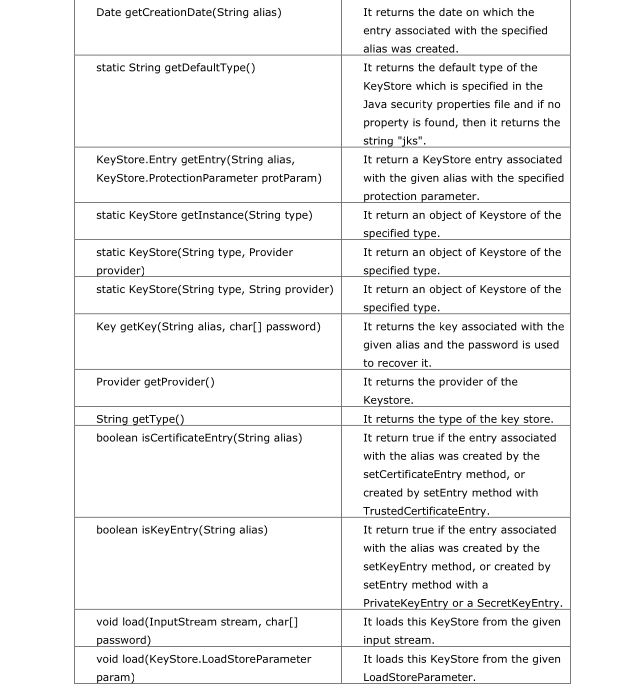 Date getCreationDate(String alias)
It returns the date on which the
entry associated with the specified
alias was created.
static String getDefaultType()
It returns the default type of the
KeyStore which is specified in the
Java security properties file and if no
property is found, then it returns the
string "jks".
KeyStore.Entry getEntry(String alias,
KeyStore.ProtectionParameter protParam)
It return a KeyStore entry associated
with the given alias with the specified
protection parameter.
static KeyStore getInstance(String type)
It return an object of Keystore of the
specified type.
static KeyStore(String type, Provider
provider)
It return an object of Keystore of the
specified type.
static KeyStore(String type, String provider)
It return an object of Keystore of the
specified type.
Key getKey(String alias, char[] password)
It returns the key associated with the
given alias and the password is used
to recover it.
Provider getProvider()
It returns the provider of the
Keystore.
String getType()
It returns the type of the key store.
boolean isCertificateEntry(String alias)
It return true if the entry associated
with the alias was created by the
setCertificateEntry method, or
created by setEntry method with
TrustedCertificateEntry.
boolean isKeyEntry(String alias)
It return true if the entry associated
with the alias was created by the
setKeyEntry method, or created by
setEntry method with a
PrivateKeyEntry or a SecretKeyEntry.
void load(InputStream stream, char[]
password)
It loads this KeyStore from the given
input stream.
void load(KeyStore.LoadStoreParameter
param)
It loads this KeyStore from the given
LoadStoreParameter.